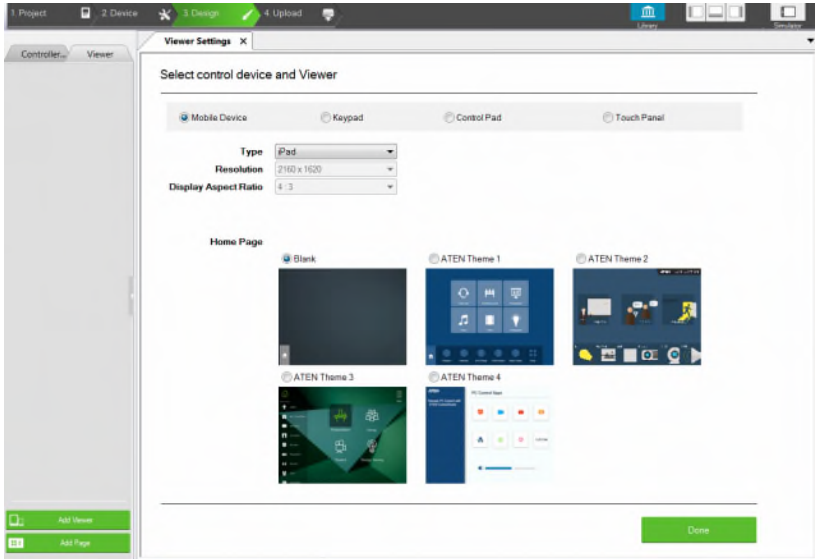 1. Project
2. Device
3. Design
4. Upload
Library
Simulator
Controller...
Viewer
Viewer Settings X
Select control device and Viewer
Mobile Device
Keypad
Control Pad
Touch Panel
Type
iPad
Resolution
2160 x 1620
Display Aspect Ratio
4 : 3
Home Page
Blank
ATEN Theme 1
ATEN Theme 2
ATEN Theme 3
ATEN Theme 4
Add Viewer
Add Page
Done